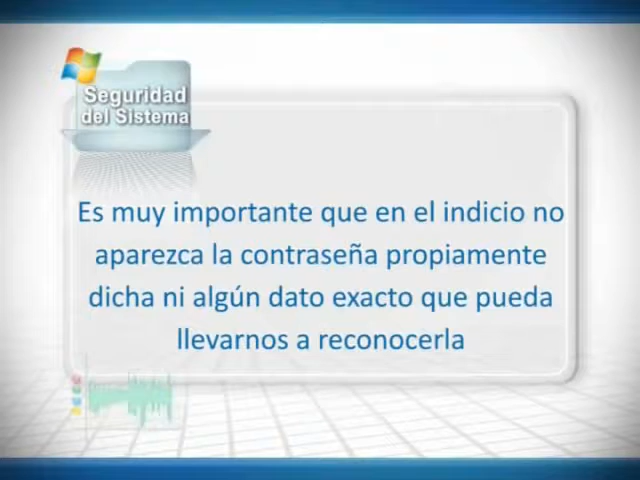 Seguridad
del Sistema
Es muy importante que en el indicio no
aparezca la contraseña propiamente
dicha ni algún dato exacto que pueda
llevarnos a reconocerla